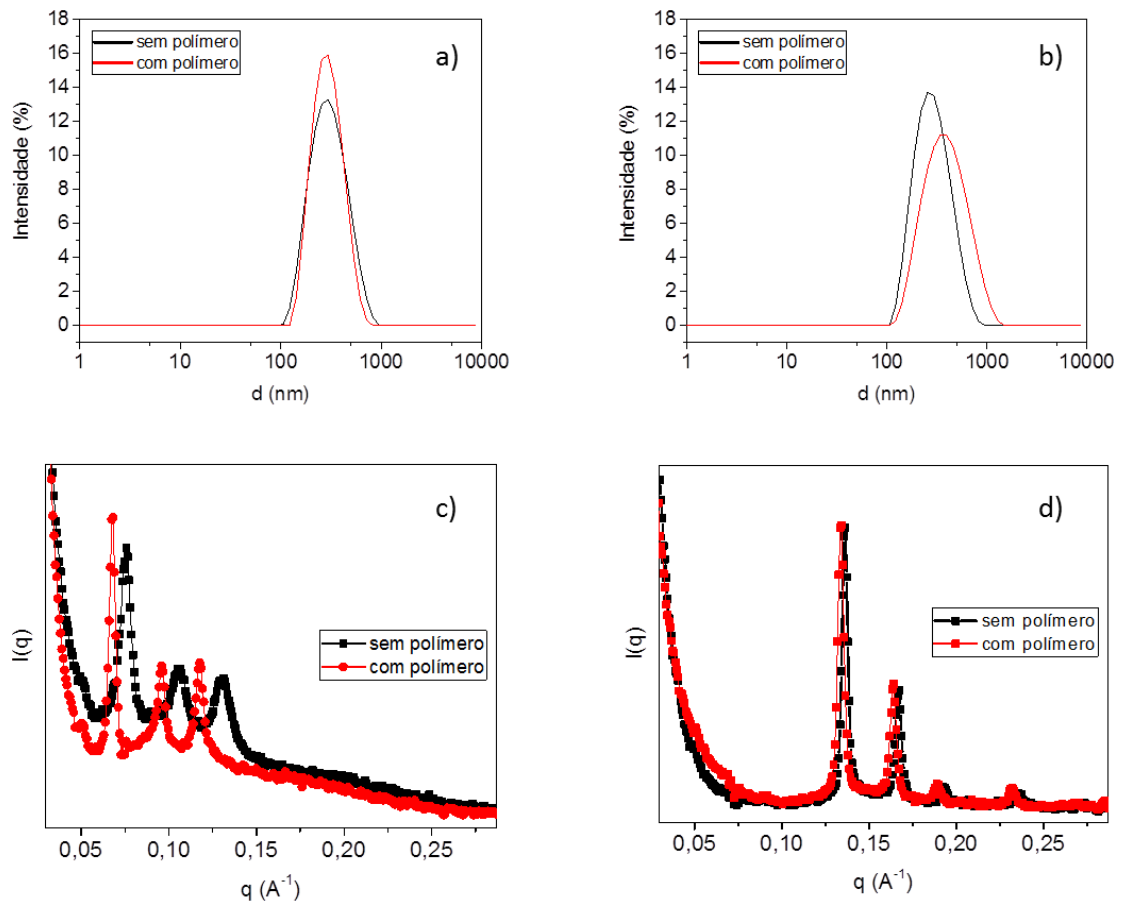 18
16
14
12
10
8
6
4
2
0
Intensidade (%)
sem polímero
com polímero
a)
1 10 100 1000 10000
d (nm)
18
16
14
12
10
8
6
4
2
0
Intensidade (%)
sem polímero
com polímero
b)
1 10 100 1000 10000
d (nm)
I(q)
c)
sem polímero
com polímero
0,05 0,10 0,15 0,20 0,25
q (A⁻¹)
I(q)
d)
sem polímero
com polímero
0,05 0,10 0,15 0,20 0,25
q (A⁻¹)